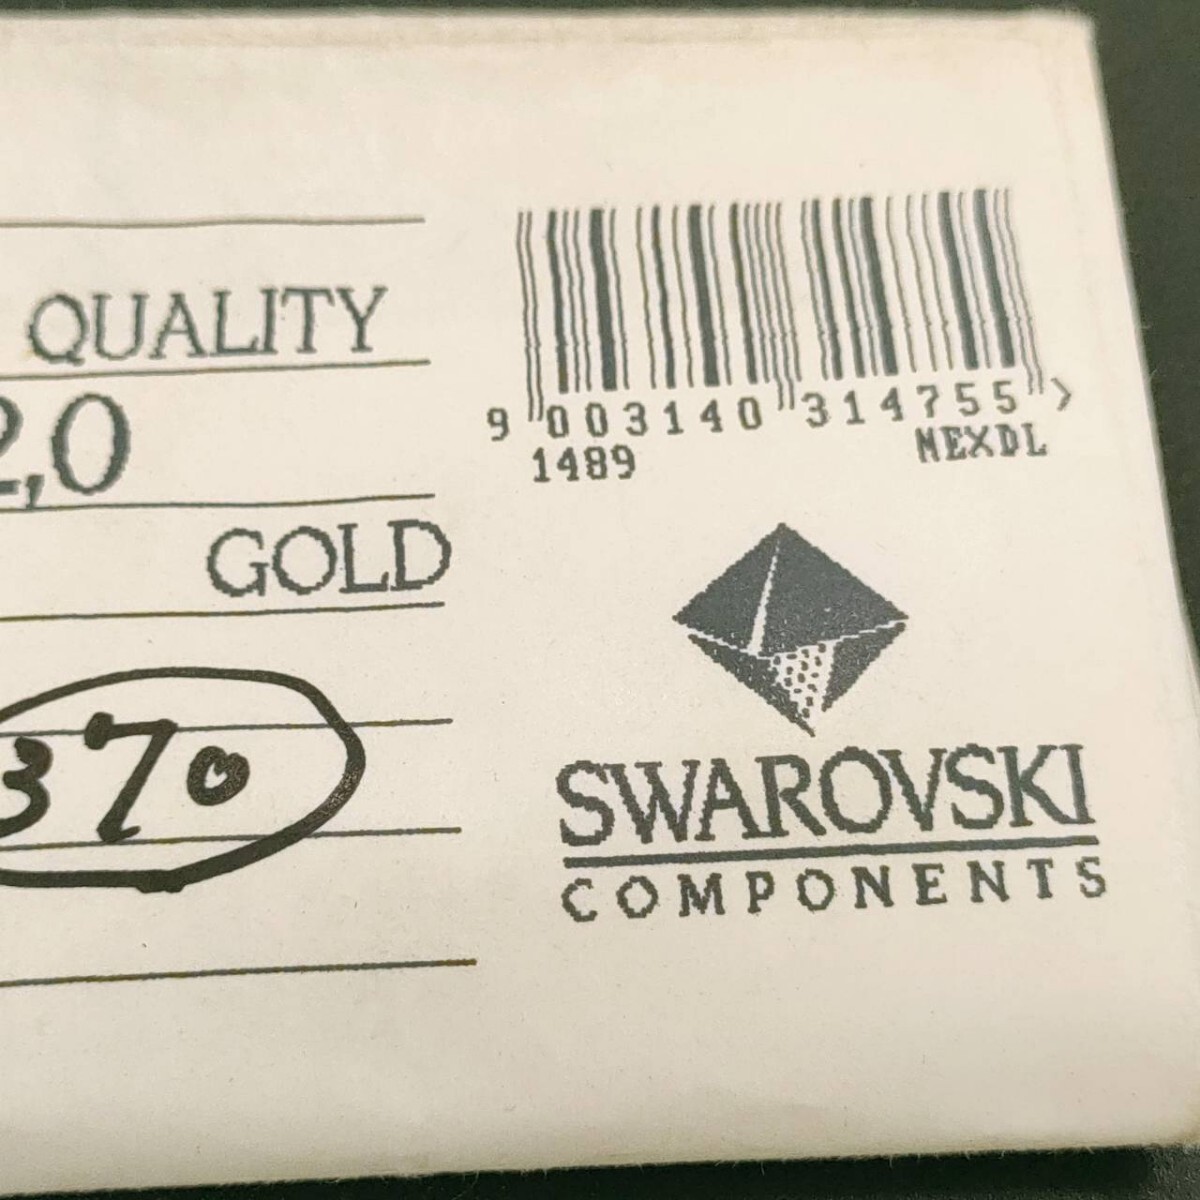 QUALITY
2,0
GOLD
370
9 003140 314755 >
1489 NEXDL
SWAROVSKI
COMPONENTS